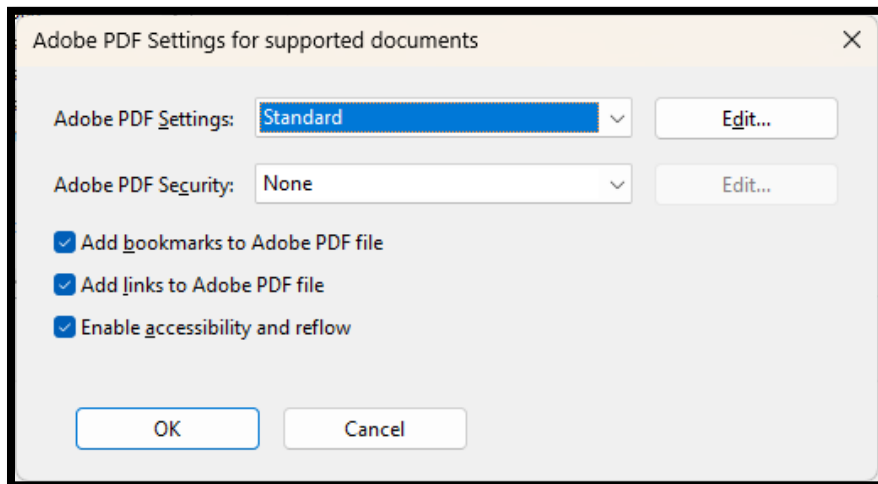 Adobe PDF Settings for supported documents
Adobe PDF Settings: Standard Edit...
Adobe PDF Security: None Edit...
Add bookmarks to Adobe PDF file
Add links to Adobe PDF file
Enable accessibility and reflow
OK Cancel